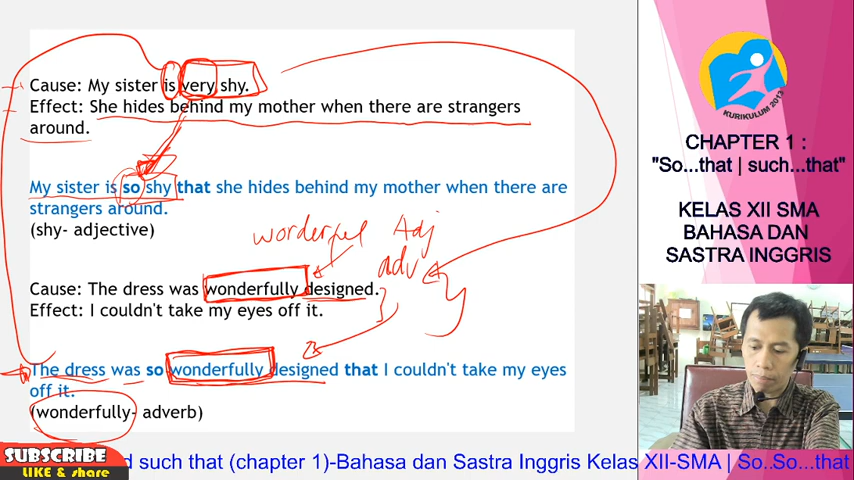 Cause: My sister is very shy.
Effect: She hides behind my mother when there are strangers
around.
My sister is so shy that she hides behind my mother when there are
strangers around.
(shy- adjective)
worderful Adj
adv
Cause: The dress was wonderfully designed.
Effect: I couldn't take my eyes off it.
The dress was so wonderfully designed that I couldn't take my eyes
off it.
(wonderfully- adverb)
KURIKULUM 2013
CHAPTER 1 :
"So...that | such...that"
KELAS XII SMA
BAHASA DAN
SASTRA INGGRIS
SUBSCRIBE
LIKE & share
d such that (chapter 1)-Bahasa dan Sastra Inggris Kelas XII-SMA | So..So...that